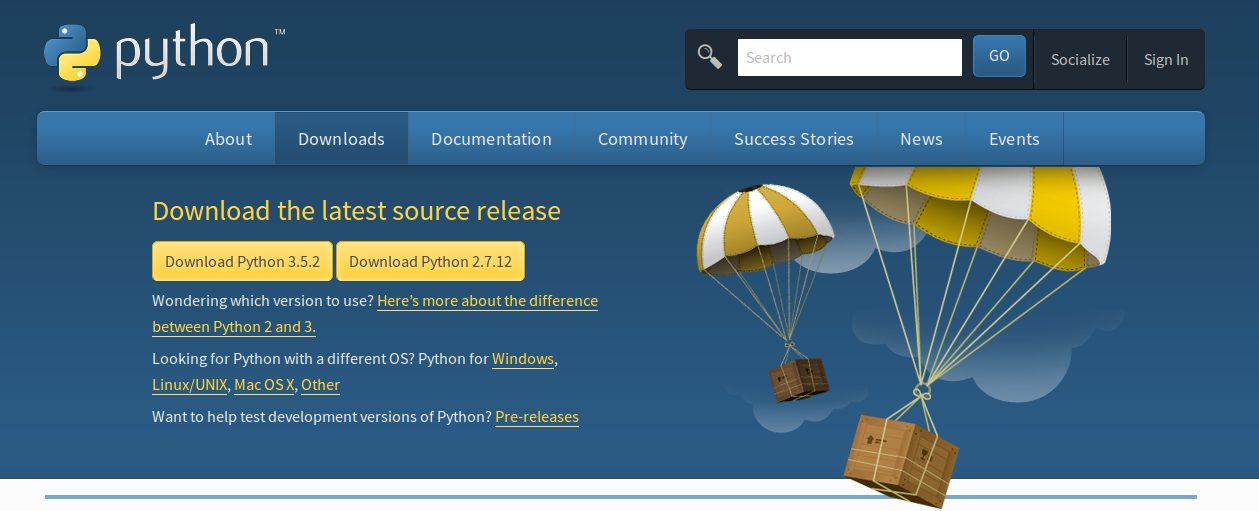 python™
Search
GO
Socialize
Sign In
About
Downloads
Documentation
Community
Success Stories
News
Events
Download the latest source release
Download Python 3.5.2
Download Python 2.7.12
Wondering which version to use? Here’s more about the difference
between Python 2 and 3.
Looking for Python with a different OS? Python for Windows,
Linux/UNIX, Mac OS X, Other
Want to help test development versions of Python? Pre-releases